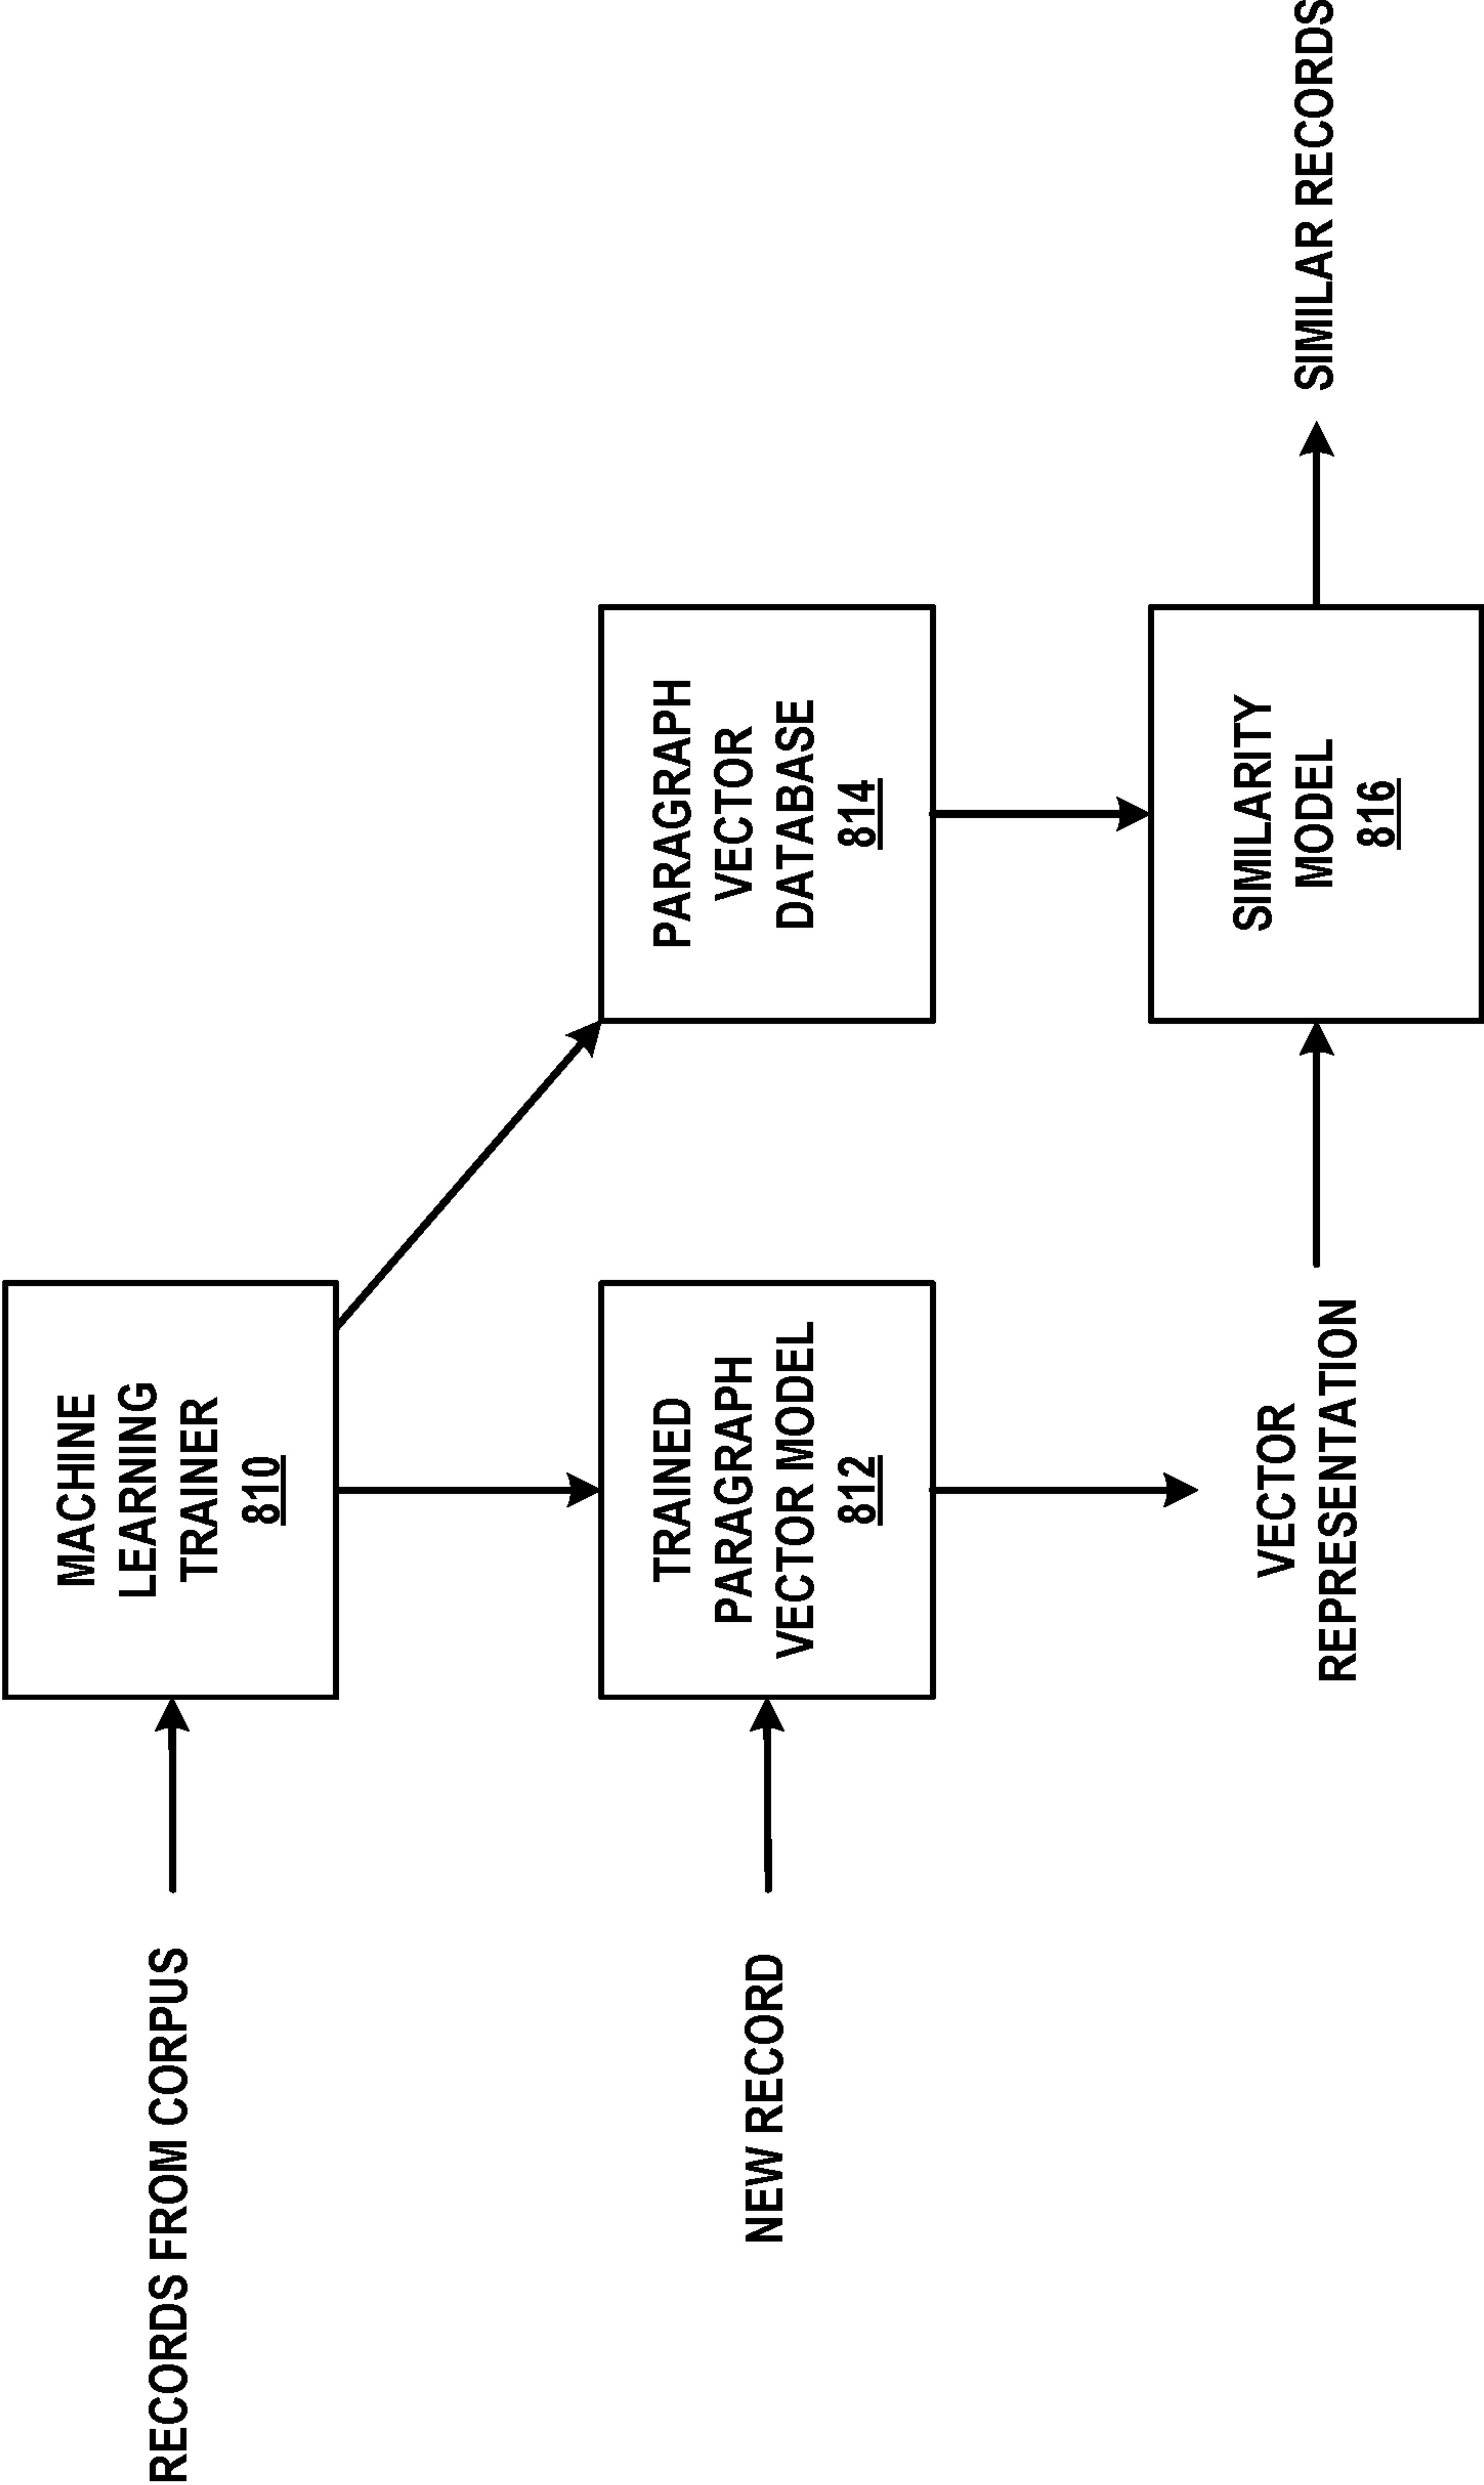 RECORDS FROM CORPUS
MACHINE
LEARNING
TRAINER
810
NEW RECORD
TRAINED
PARAGRAPH
VECTOR MODEL
812
PARAGRAPH
VECTOR
DATABASE
814
VECTOR
REPRESENTATION
SIMILARITY
MODEL
816
SIMILAR RECORDS